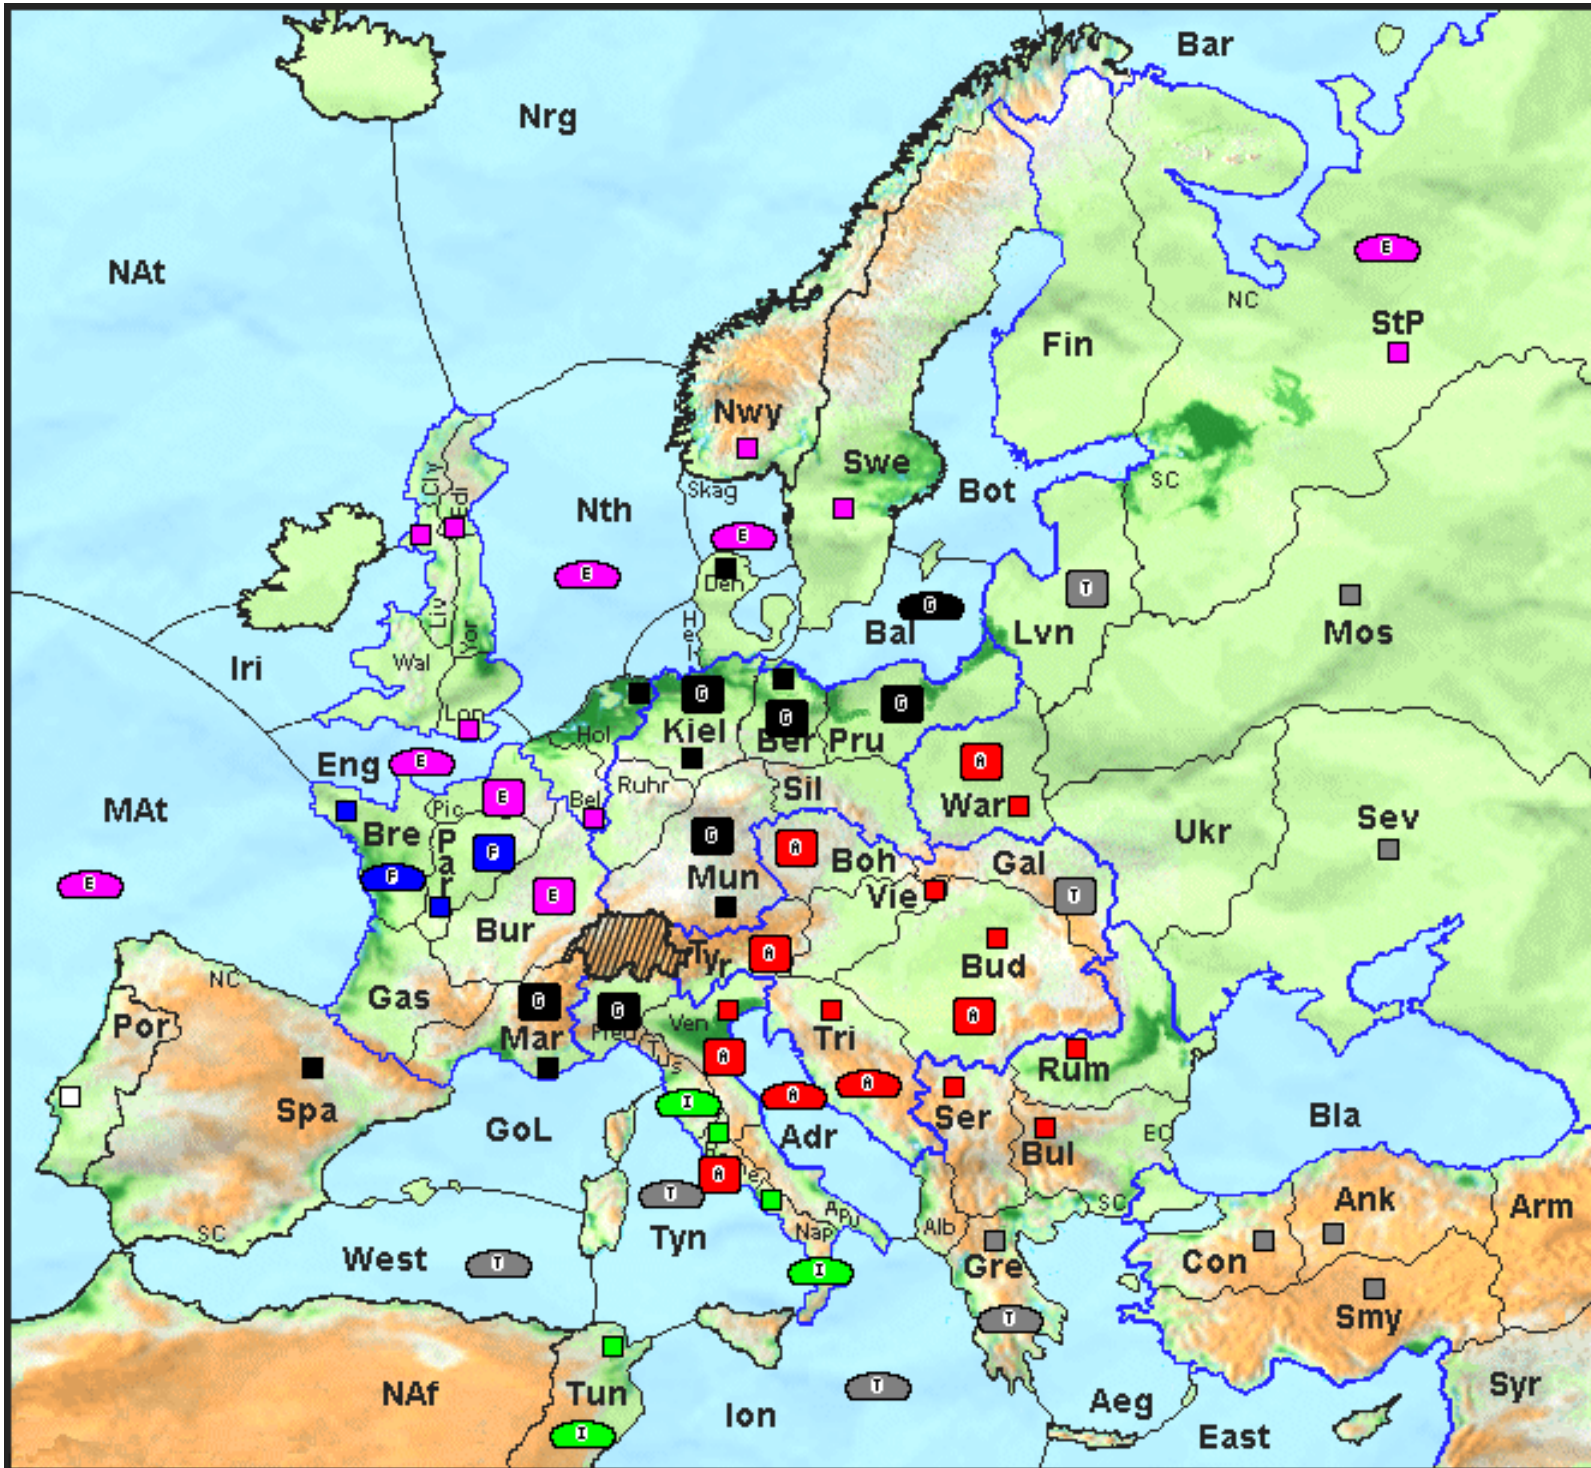 Bar
Nrg
E
NAt
NC
StP
Fin
Nwy
Swe
Cly
Edi
Skag
SC
Bot
Nth
E
E
Den
G
T
Hel
Liv
Yor
Bal
Lvn
Mos
Iri
Wal
G
G
G
Lon
Hol
Kiel
Ber
Pru
Eng
E
A
Ruhr
Sil
E
Pic
Bel
War
MAt
Bre
Par
F
G
A
Boh
Gal
Ukr
Sev
E
F
E
Mun
Vie
T
Bur
Tyr
A
Bud
NC
Gas
G
G
A
Por
Mar
Pied
Ven
Tri
Tus
A
Rum
Spa
I
A
A
Ser
GoL
Adr
Bul
EC
Bla
A
T
Ank
Arm
SC
Apu
Alb
SC
West
Tyn
Nap
Gre
Con
T
I
T
Smy
NAf
Tun
T
Ion
Aeg
Syr
I
East